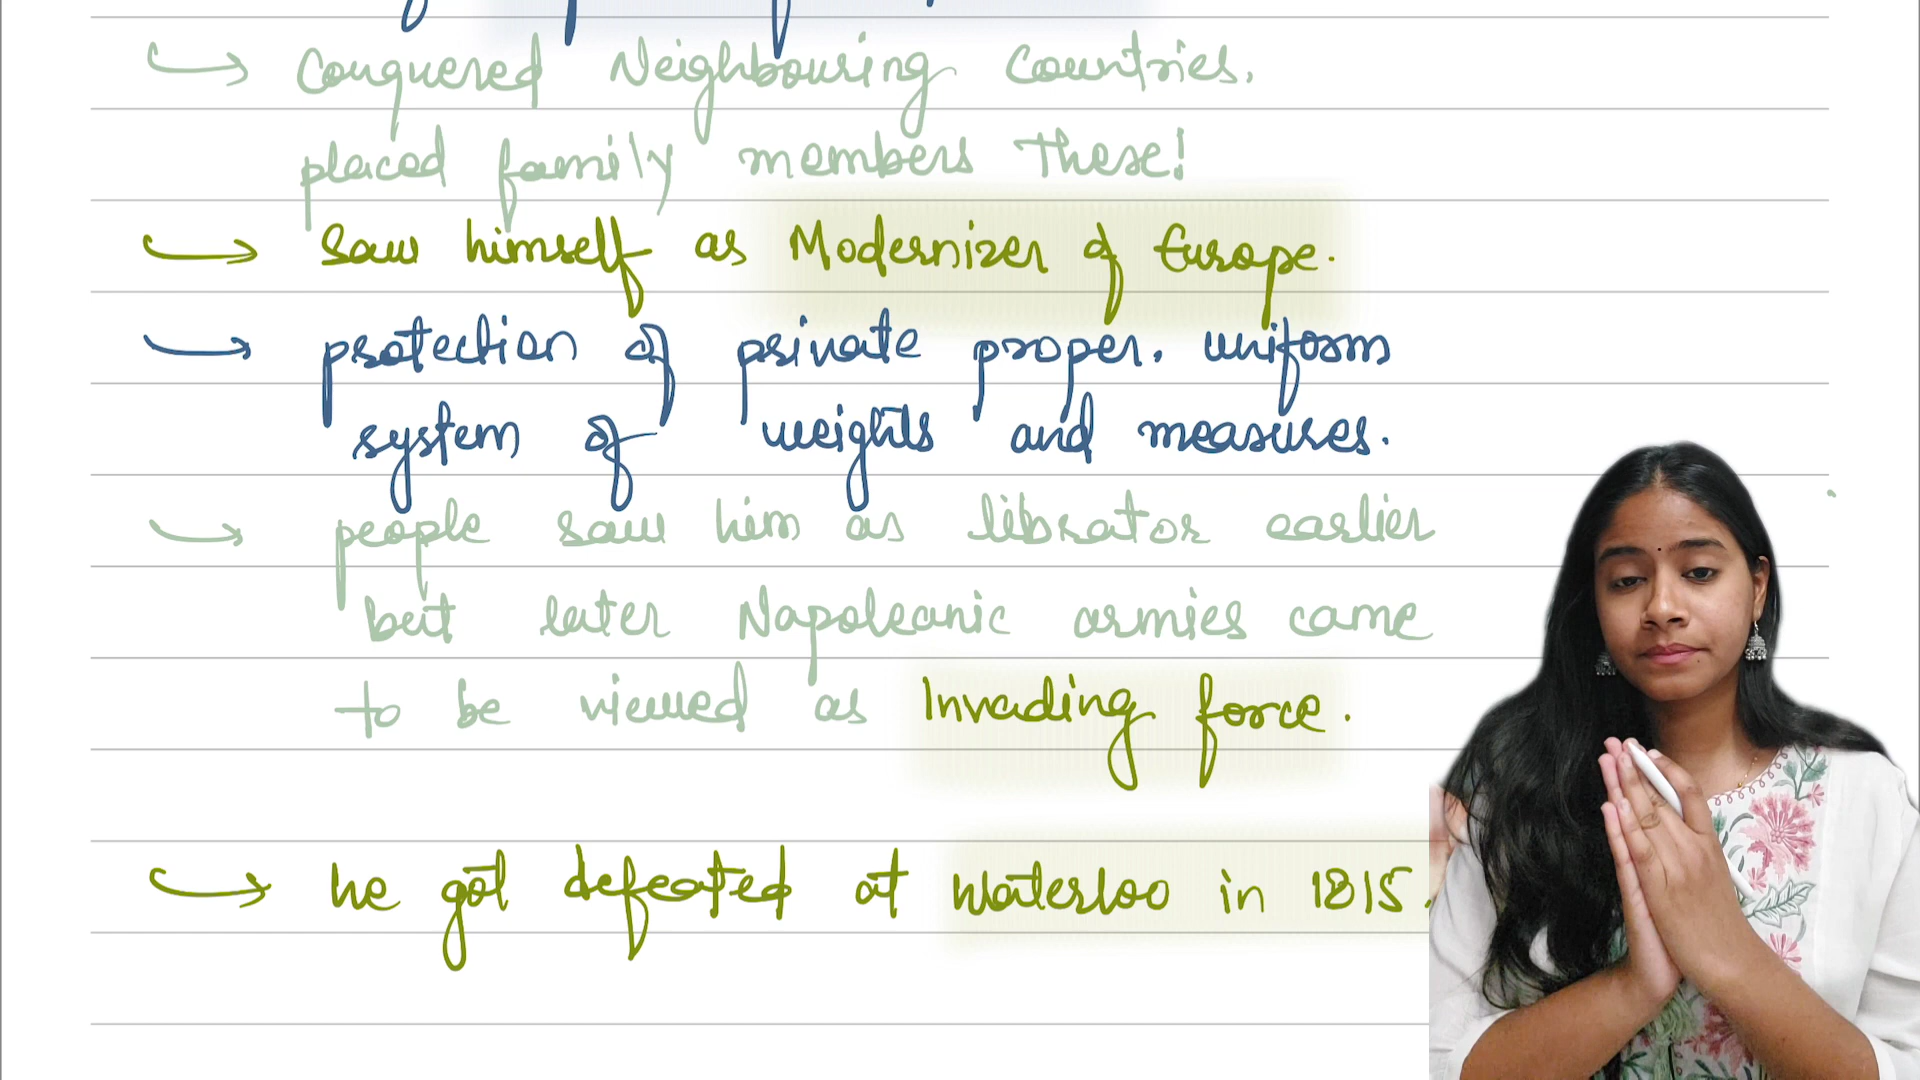 Conquered Neighbouring Countries.
placed family members there!
Saw himself as Modernizer of Europe.
protection of private proper. uniform
system of weights and measures.
people saw him as librator earlier
but later Napoleanic armies came
to be viewed as Invading force.
he got defeated at Waterloo in 1815.